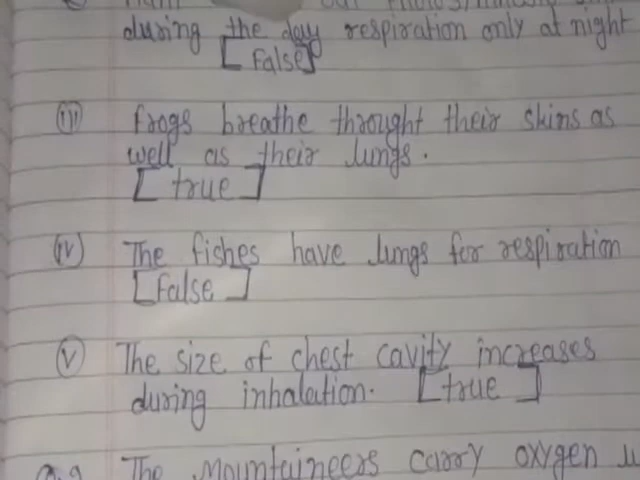 during the day respiration only at night
[False]
(iii) frogs breathe throught their skins as
well as their lungs.
[true]
(iv) The fishes have lungs for respiration
[False]
(v) The size of chest cavity increases
during inhalation. [true]
The mountaineers carry oxygen